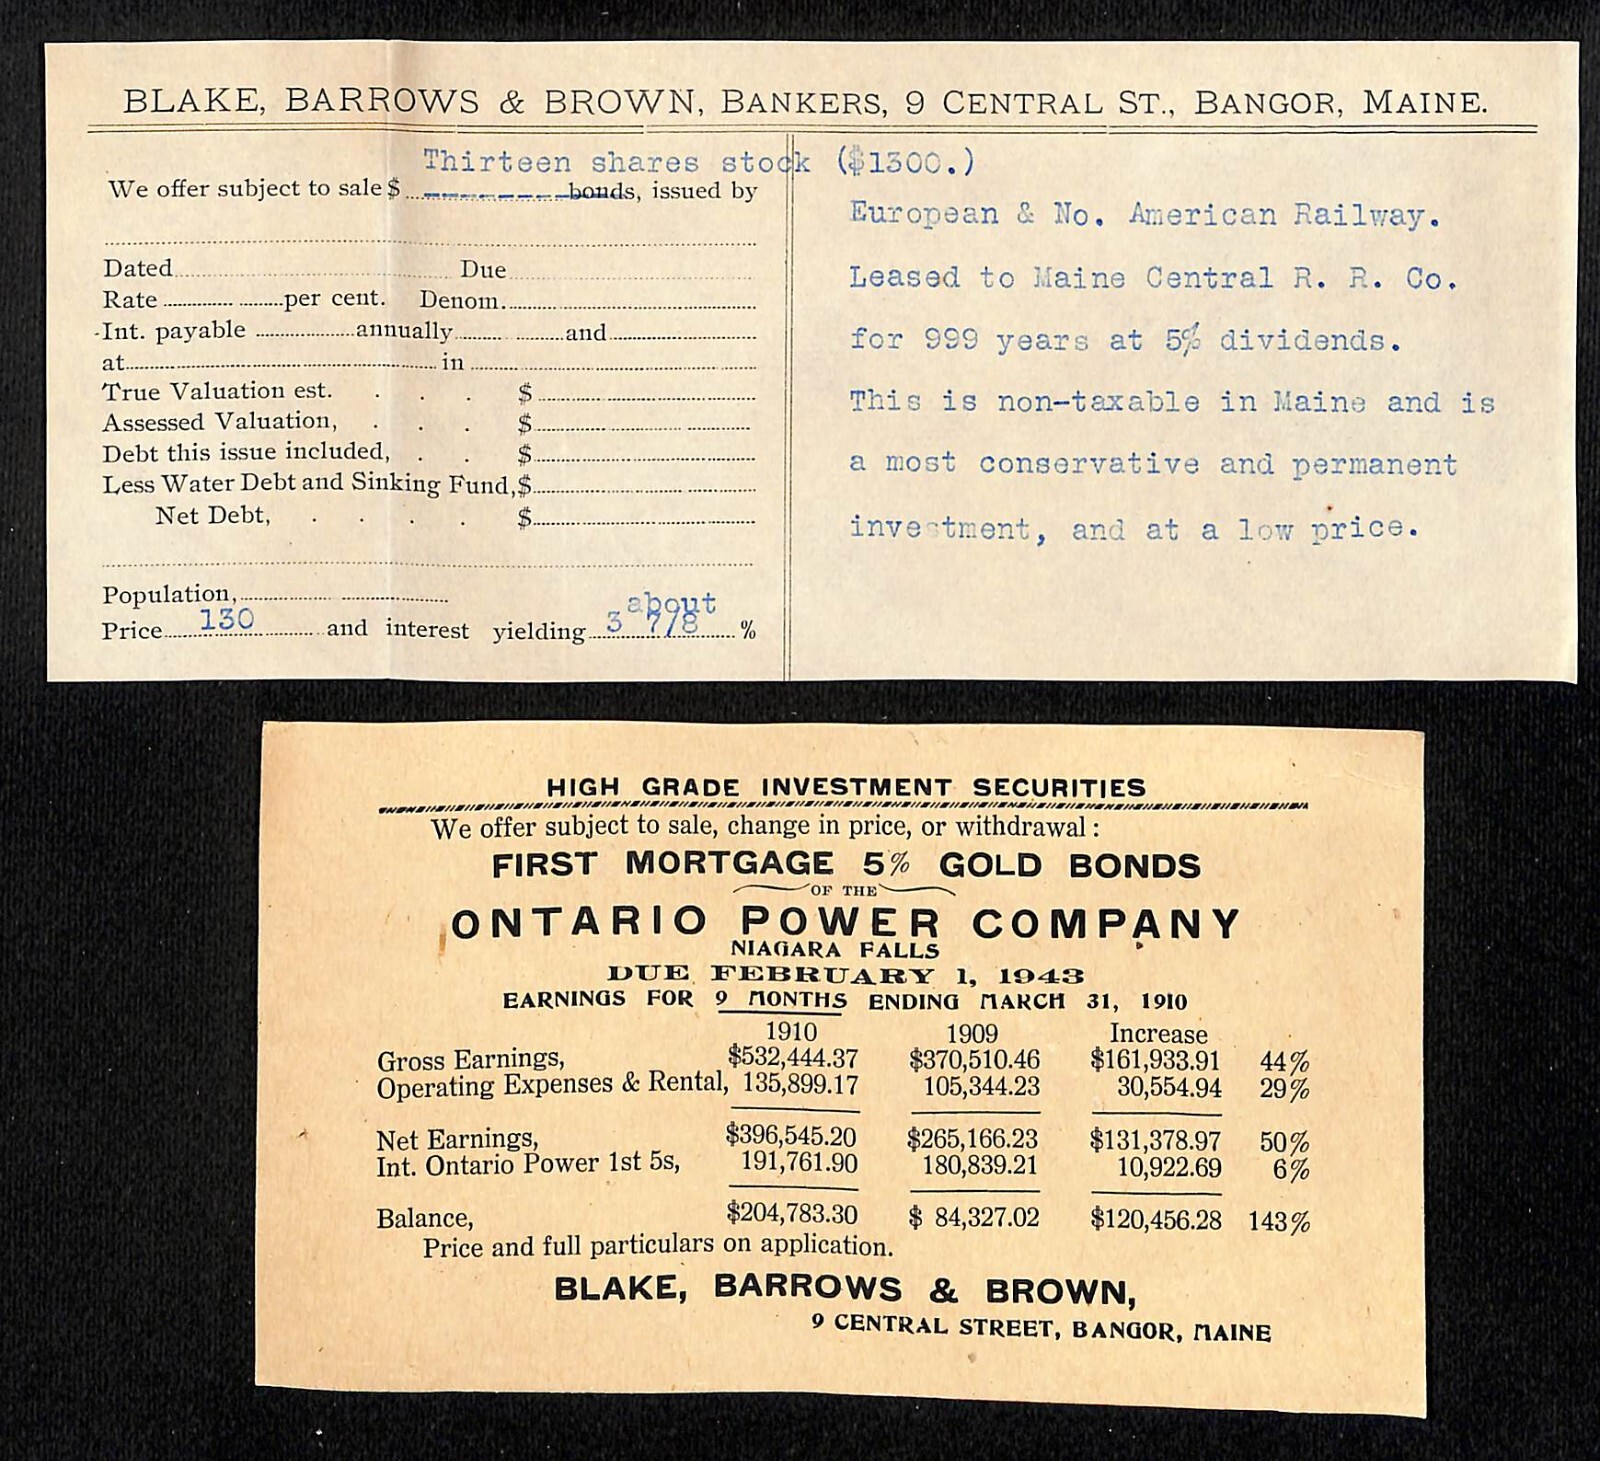 BLAKE, BARROWS & BROWN, BANKERS, 9 CENTRAL ST., BANGOR, MAINE.
Thirteen shares stock ($1300.)
We offer subject to sale $ bonds, issued by
Dated Due
Rate per cent. Denom.
Int. payable annually and
at in
True Valuation est. . . . $
Assessed Valuation, . . . $
Debt this issue included, . . $
Less Water Debt and Sinking Fund, $
Net Debt, . . . . $
Population,
about
Price 130 and interest yielding 3 7/8 %
European & No. American Railway.
Leased to Maine Central R. R. Co.
for 999 years at 5% dividends.
This is non-taxable in Maine and is
a most conservative and permanent
investment, and at a low price.
HIGH GRADE INVESTMENT SECURITIES
We offer subject to sale, change in price, or withdrawal :
FIRST MORTGAGE 5% GOLD BONDS
OF THE
ONTARIO POWER COMPANY
NIAGARA FALLS
DUE FEBRUARY 1, 1943
EARNINGS FOR 9 MONTHS ENDING MARCH 31, 1910
1910 1909 Increase
Gross Earnings, $532,444.37 $370,510.46 $161,933.91 44%
Operating Expenses & Rental, 135,899.17 105,344.23 30,554.94 29%
Net Earnings, $396,545.20 $265,166.23 $131,378.97 50%
Int. Ontario Power 1st 5s, 191,761.90 180,839.21 10,922.69 6%
Balance, $204,783.30 $ 84,327.02 $120,456.28 143%
Price and full particulars on application.
BLAKE, BARROWS & BROWN,
9 CENTRAL STREET, BANGOR, MAINE